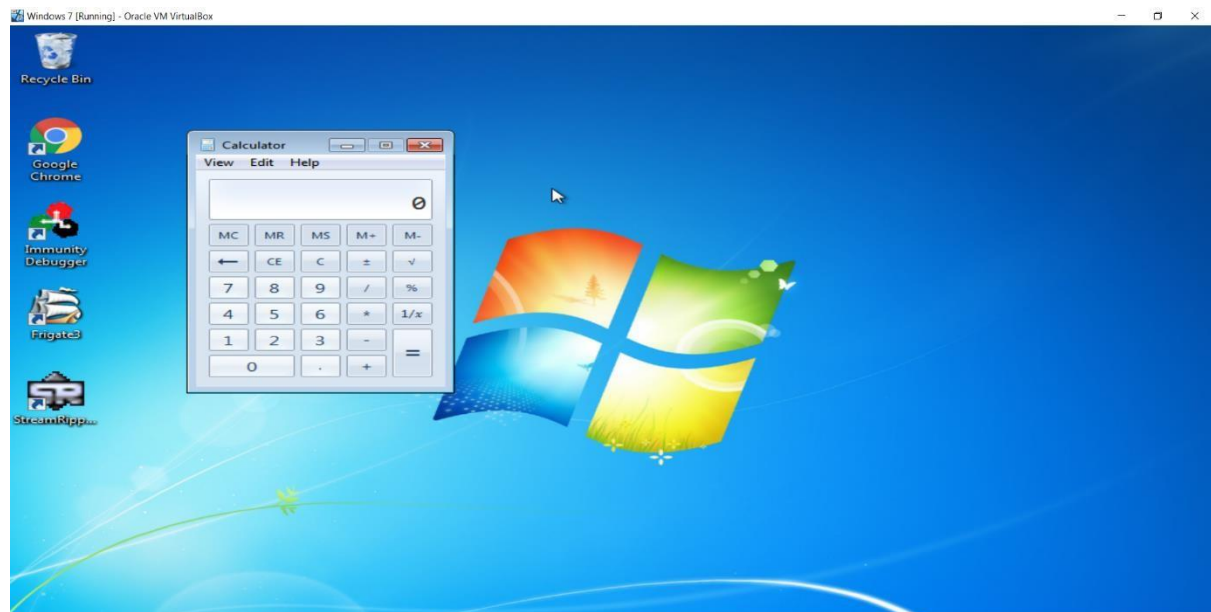 Windows 7 [Running] - Oracle VM VirtualBox
Recycle Bin
Google
Chrome
Immunity
Debugger
Frigate3
SR
StreamRipp...
Calculator
View Edit Help
0
MC MR MS M+ M-
← CE C ± √
7 8 9 / %
4 5 6 * 1/x
1 2 3 - =
0 . +